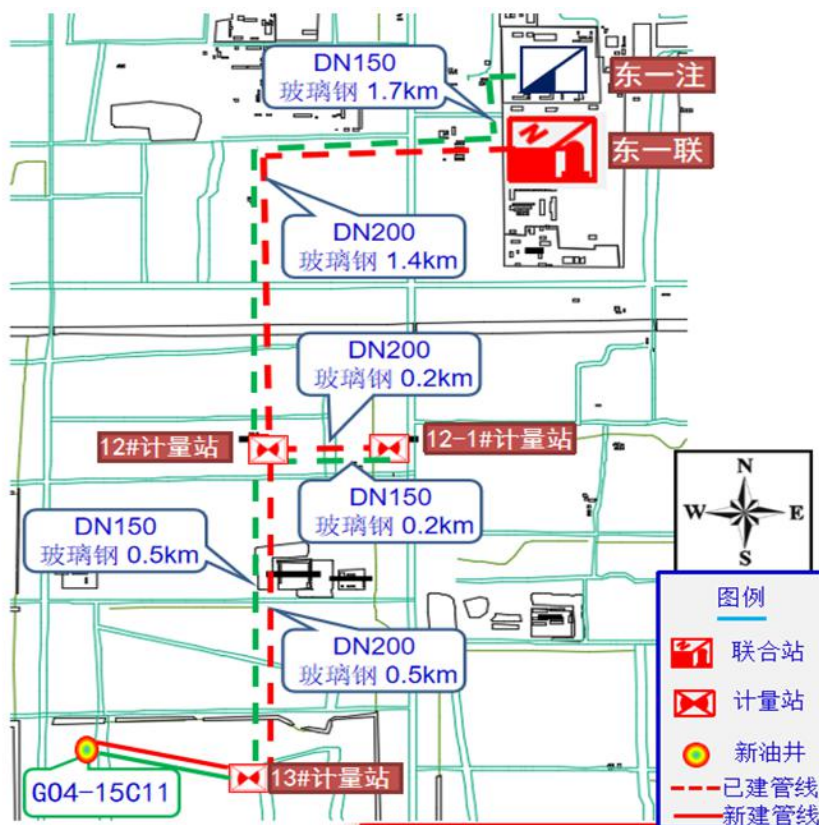 DN150
玻璃钢 1.7km
东一注
东一联
DN200
玻璃钢 1.4km
DN200
玻璃钢 0.2km
12#计量站
12-1#计量站
DN150
玻璃钢 0.2km
DN150
玻璃钢 0.5km
DN200
玻璃钢 0.5km
G04-15C11
13#计量站
N
W
E
S
图例
联合站
计量站
新油井
已建管线
新建管线